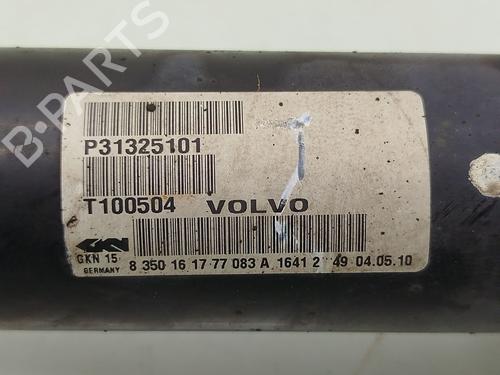 B-PARTS
P31325101
T100504 VOLVO
GKN
GKN 15
GERMANY
8 350 16 17 77 083 A 1641 2 49 04.05.10